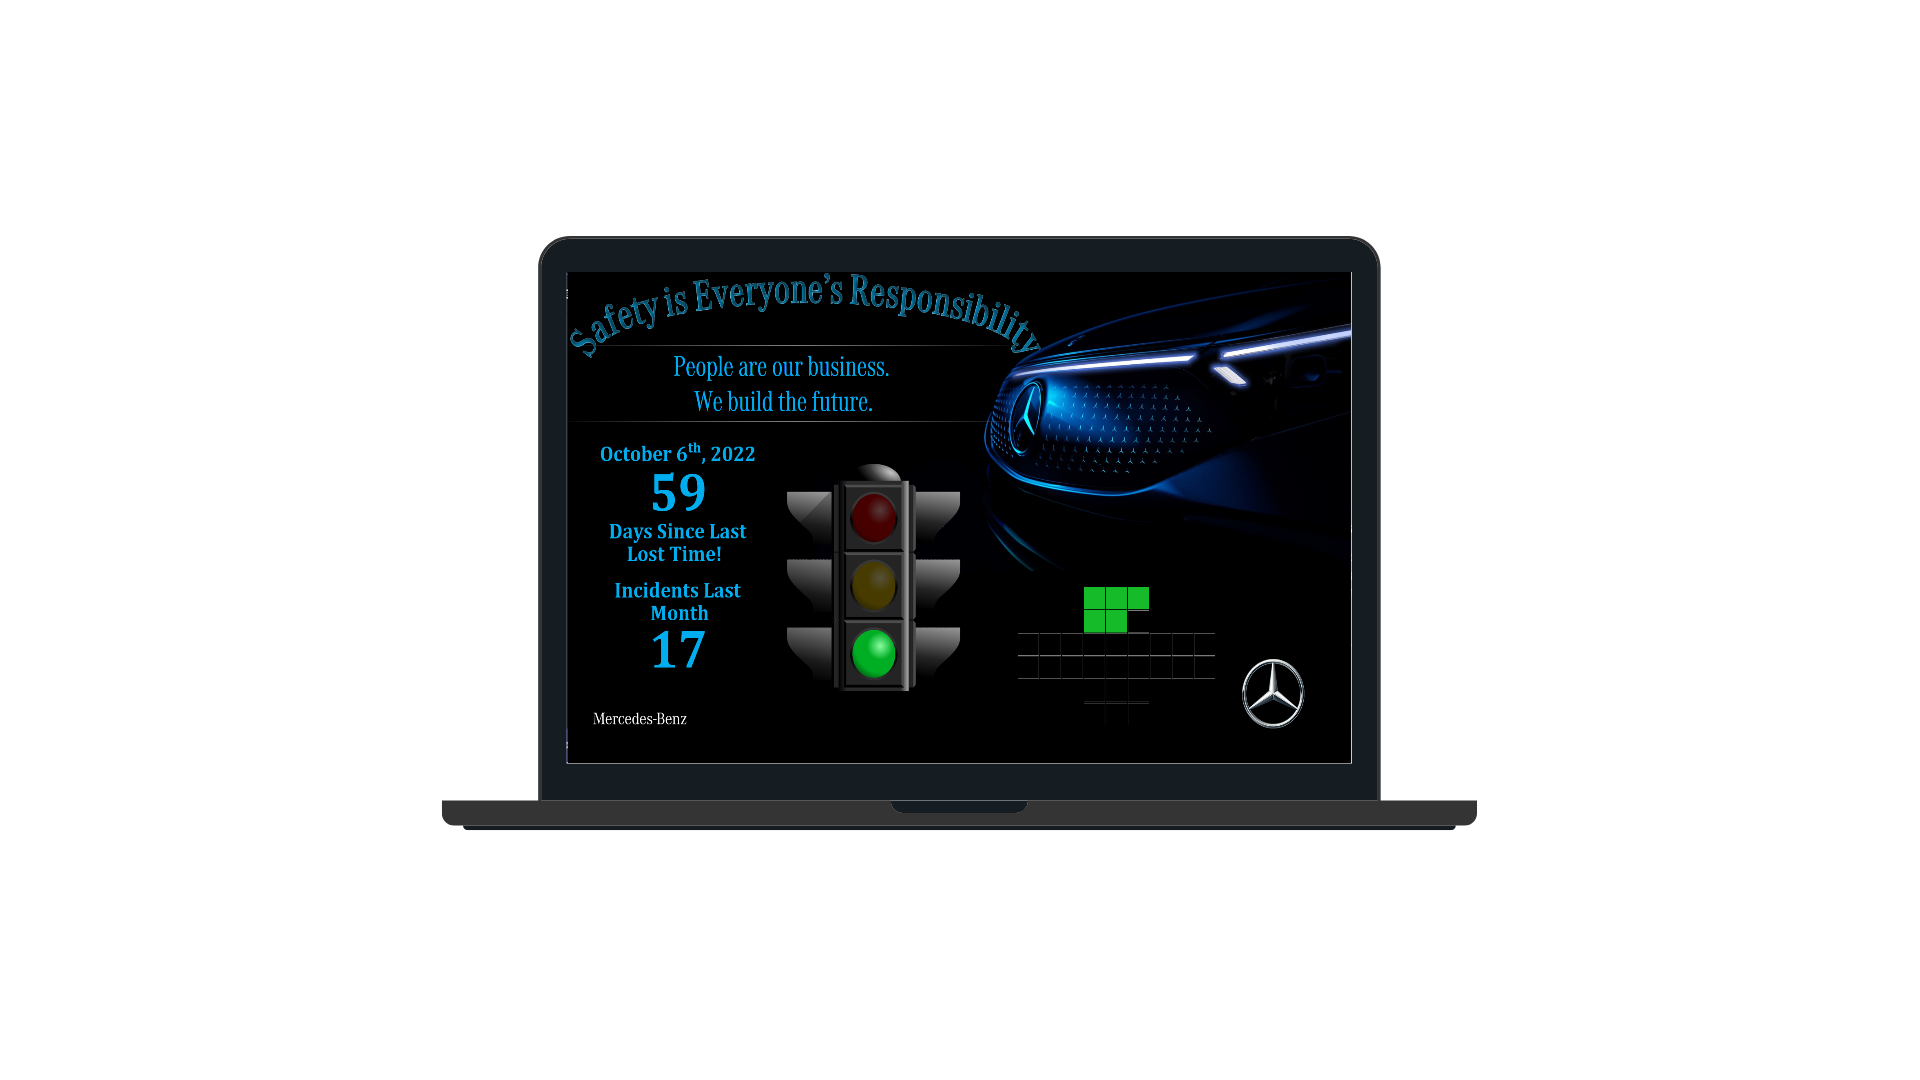 Safety is Everyone's Responsibility
People are our business.
We build the future.
October 6th, 2022
59
Days Since Last
Lost Time!
Incidents Last
Month
17
Mercedes-Benz